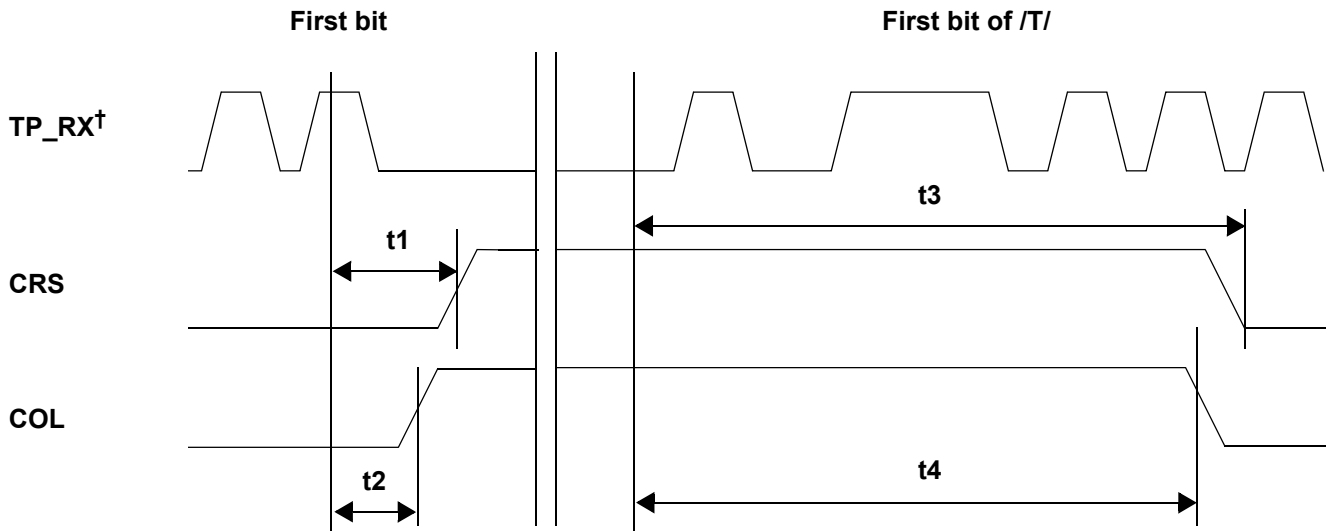 First bit
First bit of /T/
TP_RX†
t3
t1
CRS
COL
t4
t2